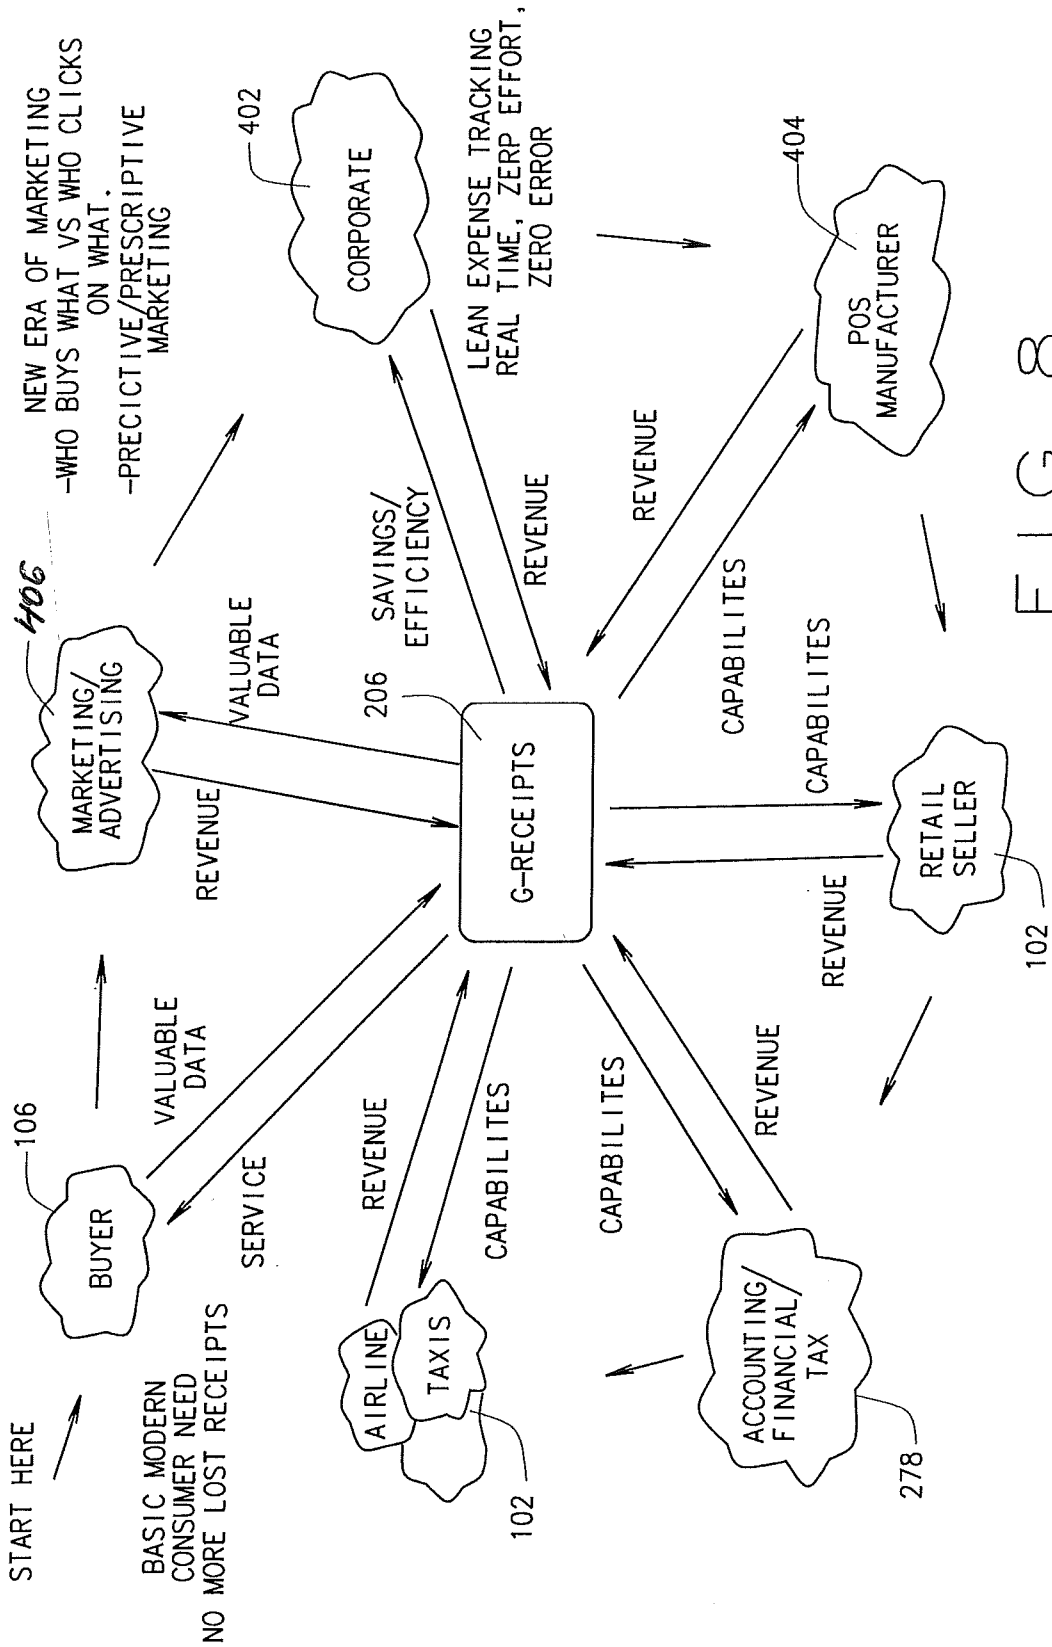 START HERE
BASIC MODERN
CONSUMER NEED
NO MORE LOST RECEIPTS
BUYER
106
VALUABLE
DATA
SERVICE
MARKETING/
ADVERTISING
406
NEW ERA OF MARKETING
-WHO BUYS WHAT VS WHO CLICKS
ON WHAT.
-PRECICTIVE/PRESCRIPTIVE
MARKETING
REVENUE
VALUABLE
DATA
CORPORATE
402
SAVINGS/
EFFICIENCY
REVENUE
LEAN EXPENSE TRACKING
REAL TIME, ZERP EFFORT,
ZERO ERROR
G-RECEIPTS
206
AIRLINE
TAXIS
102
REVENUE
CAPABILITES
POS
MANUFACTURER
404
REVENUE
CAPABILITES
ACCOUNTING/
FINANCIAL/
TAX
278
CAPABILITES
REVENUE
RETAIL
SELLER
102
REVENUE
CAPABILITES
FIG 8